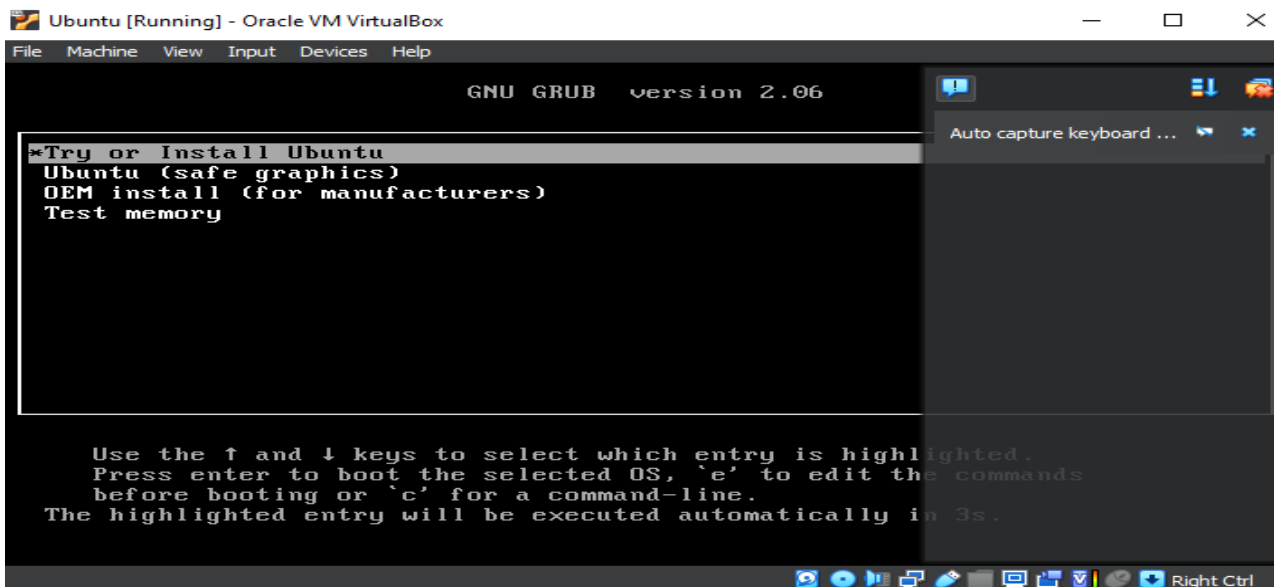 Ubuntu [Running] - Oracle VM VirtualBox
File Machine View Input Devices Help
GNU GRUB version 2.06
Auto capture keyboard ...
*Try or Install Ubuntu
Ubuntu (safe graphics)
OEM install (for manufacturers)
Test memory
Use the ↑ and ↓ keys to select which entry is highlighted.
Press enter to boot the selected OS, `e' to edit the commands
before booting or `c' for a command-line.
The highlighted entry will be executed automatically in 3s.
Right Ctrl